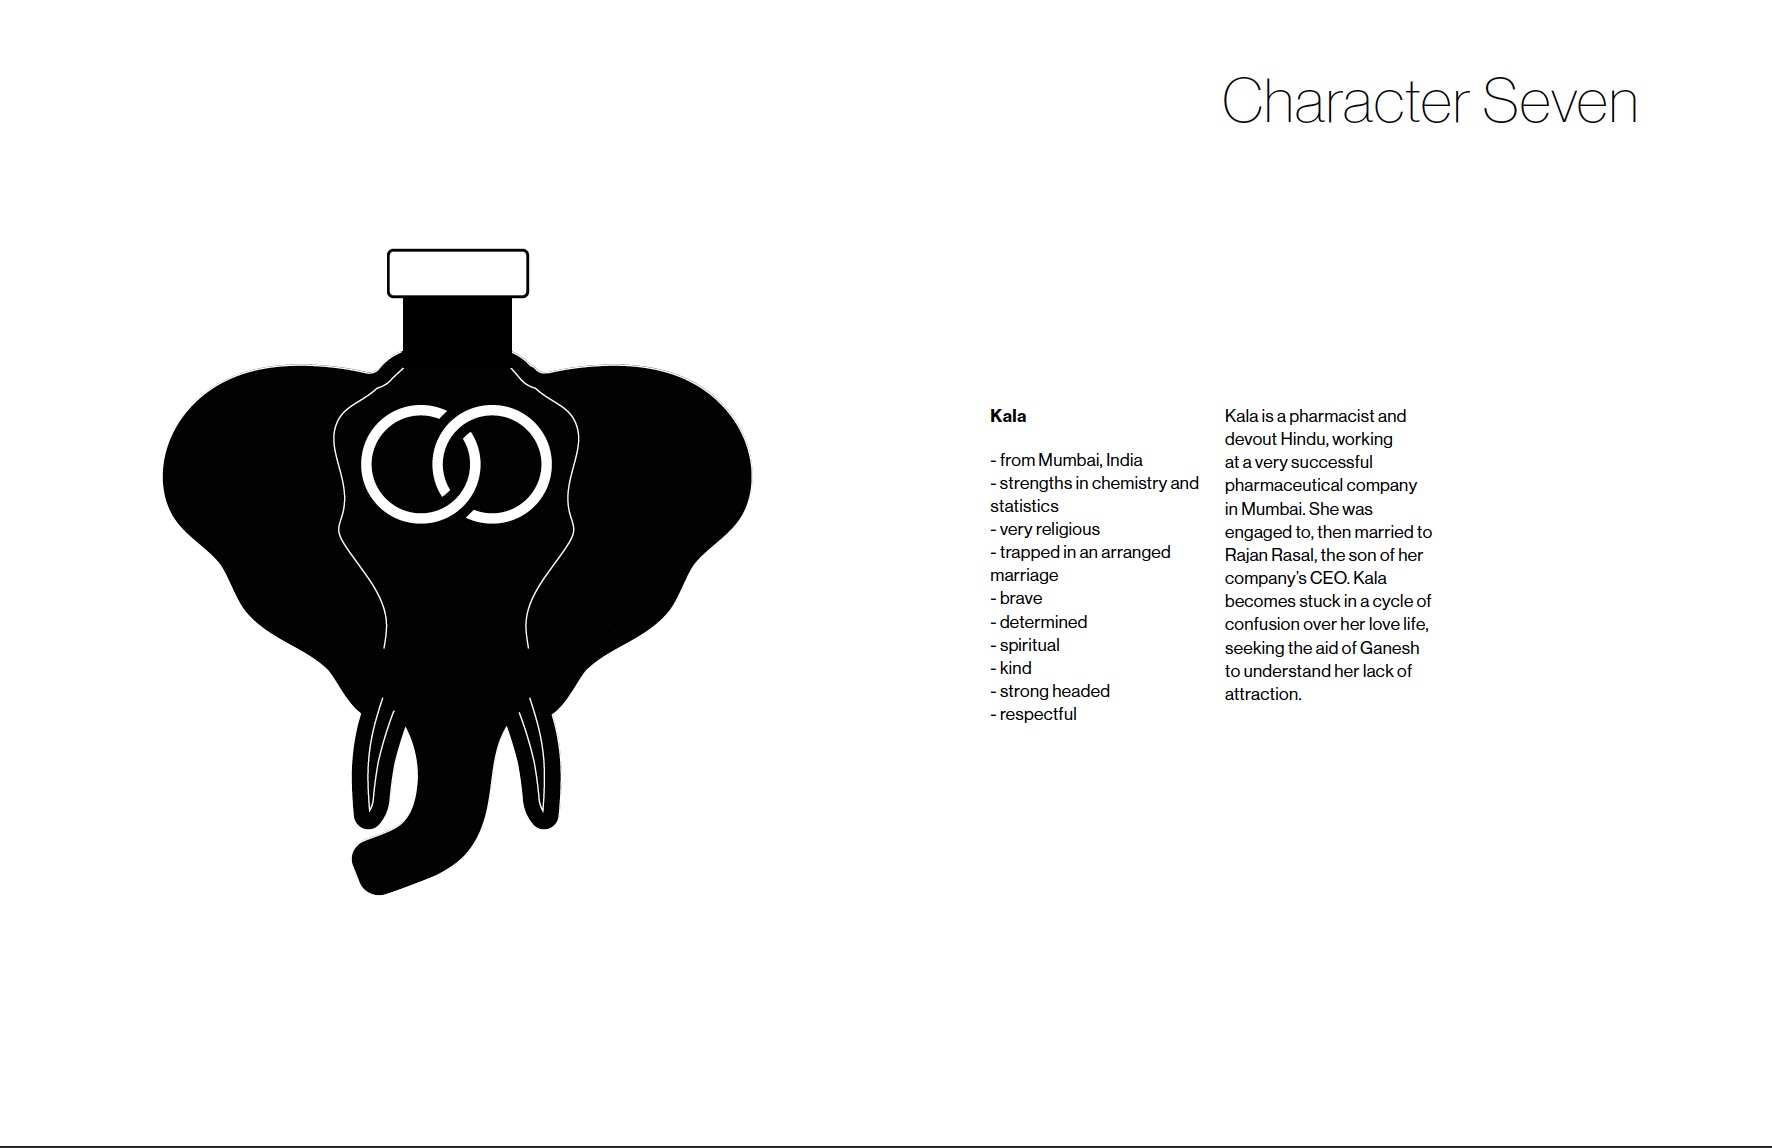 Character Seven
Kala
- from Mumbai, India
- strengths in chemistry and
statistics
- very religious
- trapped in an arranged
marriage
- brave
- determined
- spiritual
- kind
- strong headed
- respectful
Kala is a pharmacist and
devout Hindu, working
at a very successful
pharmaceutical company
in Mumbai. She was
engaged to, then married to
Rajan Rasal, the son of her
company’s CEO. Kala
becomes stuck in a cycle of
confusion over her love life,
seeking the aid of Ganesh
to understand her lack of
attraction.